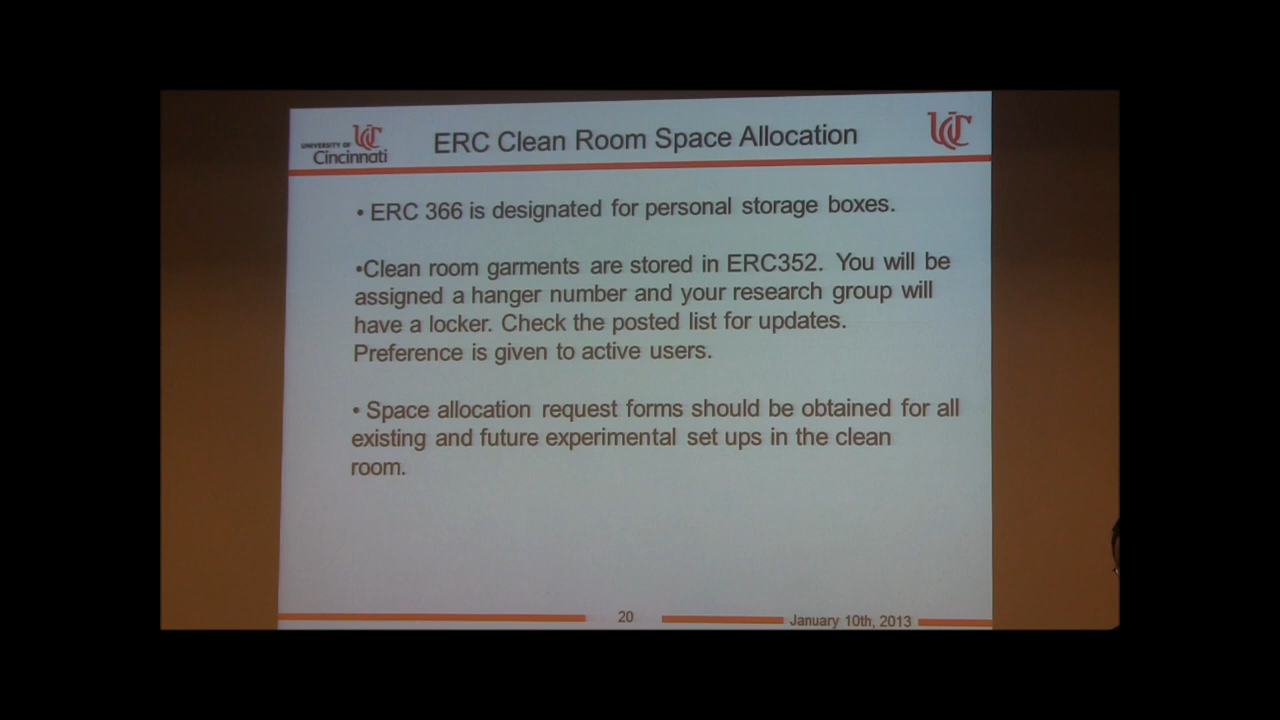 UNIVERSITY OF
Cincinnati
UC
ERC Clean Room Space Allocation
UC
• ERC 366 is designated for personal storage boxes.
•Clean room garments are stored in ERC352. You will be
assigned a hanger number and your research group will
have a locker. Check the posted list for updates.
Preference is given to active users.
• Space allocation request forms should be obtained for all
existing and future experimental set ups in the clean
room.
20
January 10th, 2013